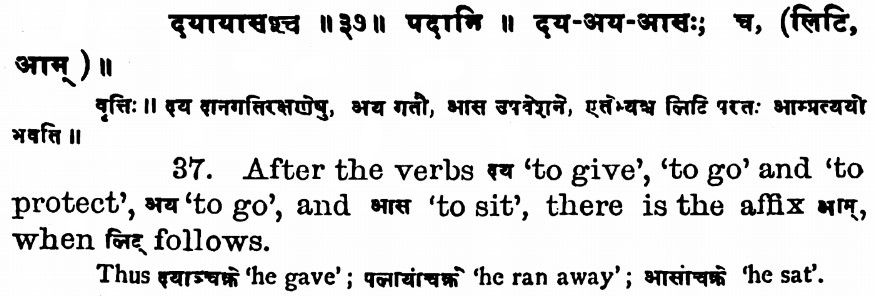 दयायासश्च ॥३७॥ पदानि ॥ दय-अय-आसः; च, (लिटि,
आम् ) ॥
वृत्तिः ॥ दय दानगतिरक्षणेषु, अय गतौ, आस उपवेशने, एतेभ्यश्च लिटि परतः आम्प्रत्ययो
भवति ॥
37. After the verbs दय 'to give', 'to go' and 'to
protect', अय 'to go', and आस 'to sit', there is the affix आम्,
when लिट् follows.
Thus दयाञ्चक्रे 'he gave'; पलायांचक्रे 'he ran away'; आसांचक्रे 'he sat'.